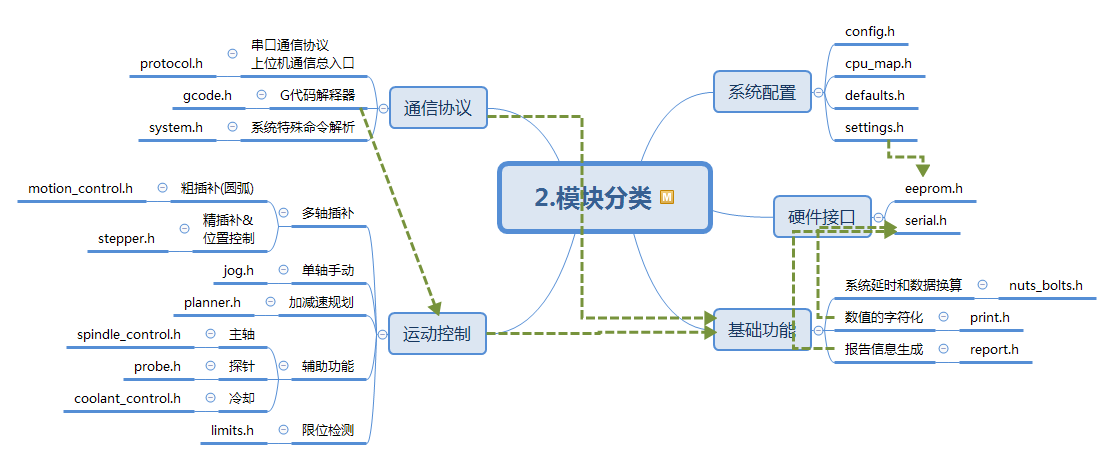 2.模块分类
M
通信协议
串口通信协议
上位机通信总入口
protocol.h
G代码解释器
gcode.h
系统特殊命令解析
system.h
运动控制
多轴插补
粗插补(圆弧)
motion_control.h
精插补&
位置控制
stepper.h
单轴手动
jog.h
加减速规划
planner.h
辅助功能
主轴
spindle_control.h
探针
probe.h
冷却
coolant_control.h
限位检测
limits.h
系统配置
config.h
cpu_map.h
defaults.h
settings.h
硬件接口
eeprom.h
serial.h
基础功能
系统延时和数据换算
nuts_bolts.h
数值的字符化
print.h
报告信息生成
report.h